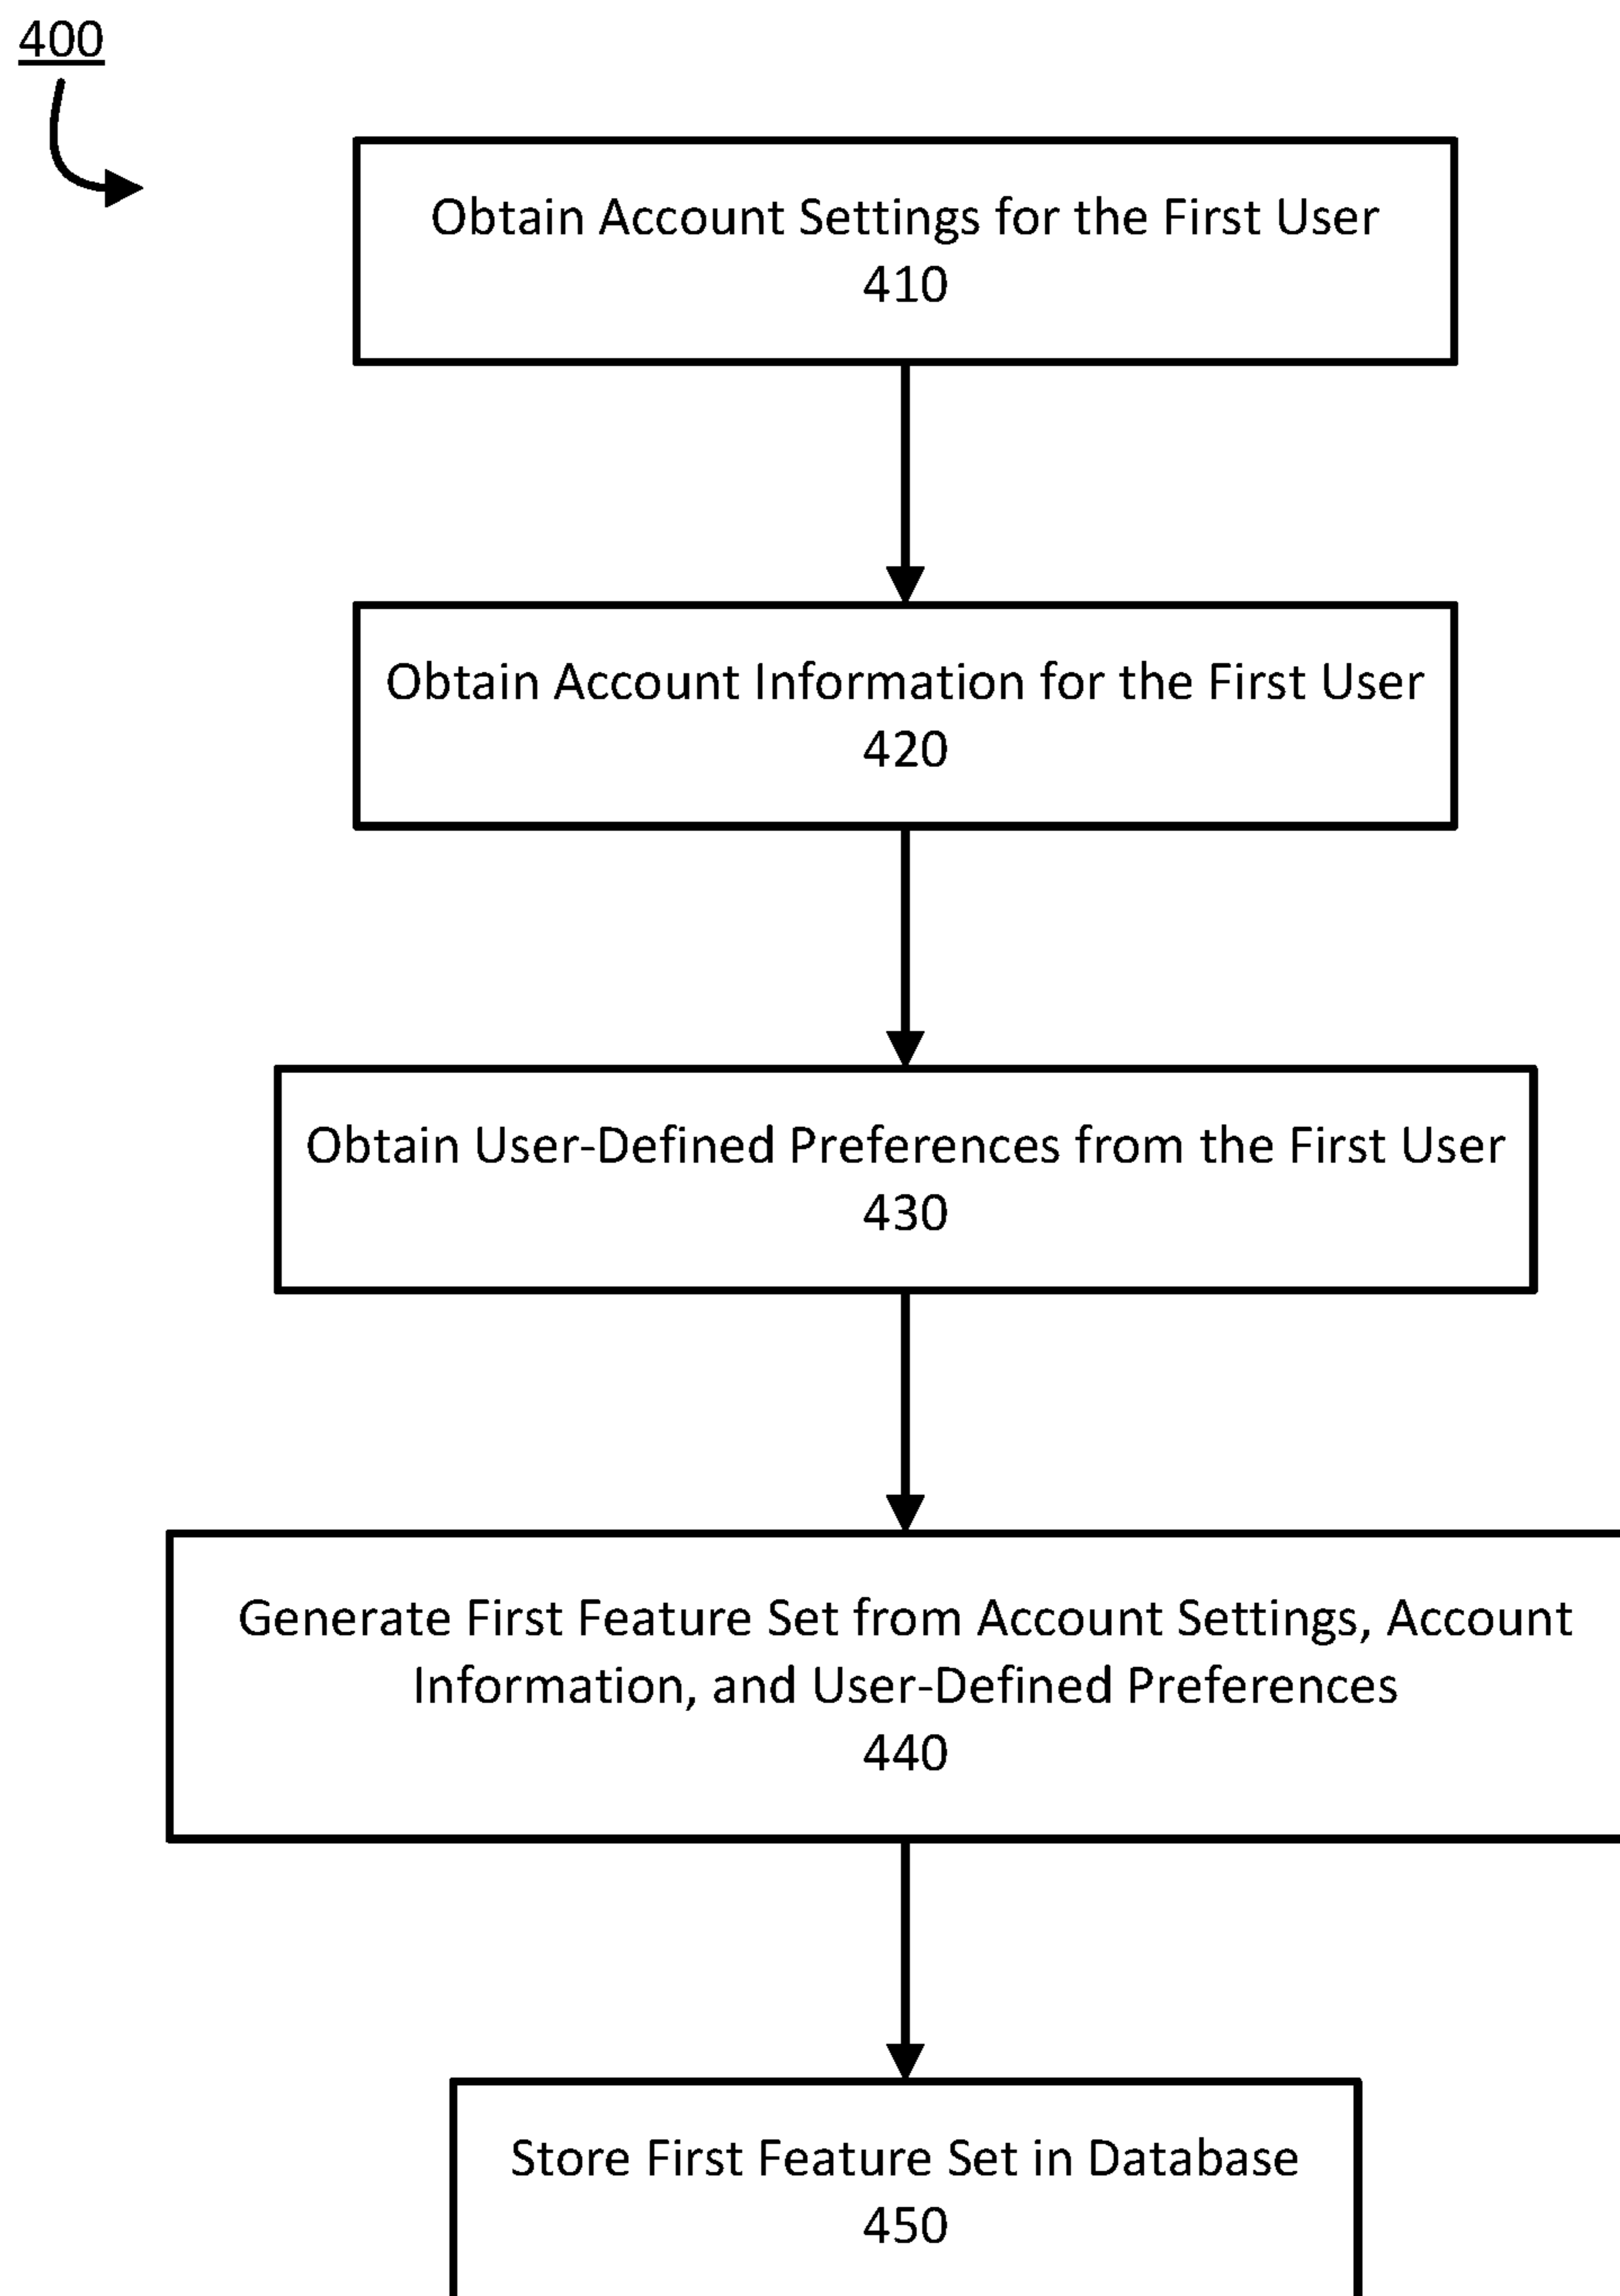 400
Obtain Account Settings for the First User
410
Obtain Account Information for the First User
420
Obtain User-Defined Preferences from the First User
430
Generate First Feature Set from Account Settings, Account
Information, and User-Defined Preferences
440
Store First Feature Set in Database
450